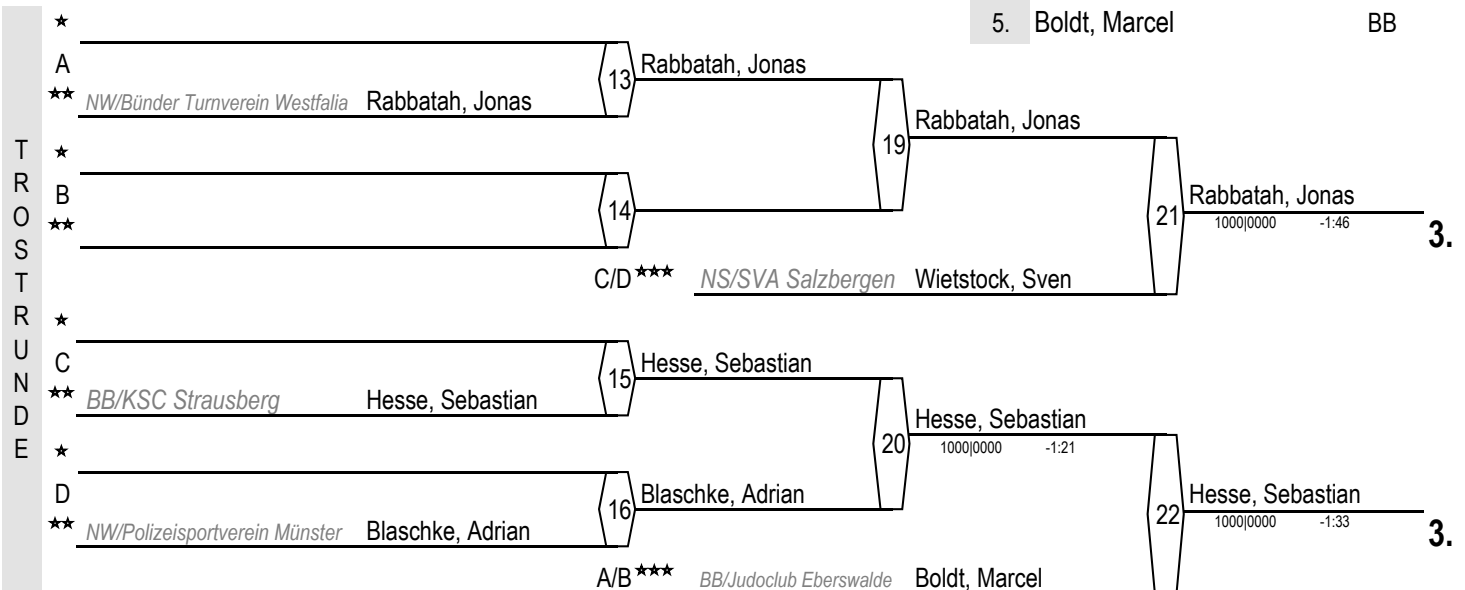 ★
5. Boldt, Marcel BB
A
13 Rabbatah, Jonas
★★ NW/Bünder Turnverein Westfalia Rabbatah, Jonas
19 Rabbatah, Jonas
★
B
★★
14
21 Rabbatah, Jonas
1000|0000 -1:46
3.
C/D ★★★ NS/SVA Salzbergen Wietstock, Sven
TROSTRUNDE
★
C
15 Hesse, Sebastian
★★ BB/KSC Strausberg Hesse, Sebastian
20 Hesse, Sebastian
1000|0000 -1:21
★
D
16 Blaschke, Adrian
★★ NW/Polizeisportverein Münster Blaschke, Adrian
22 Hesse, Sebastian
1000|0000 -1:33
3.
A/B ★★★ BB/Judoclub Eberswalde Boldt, Marcel